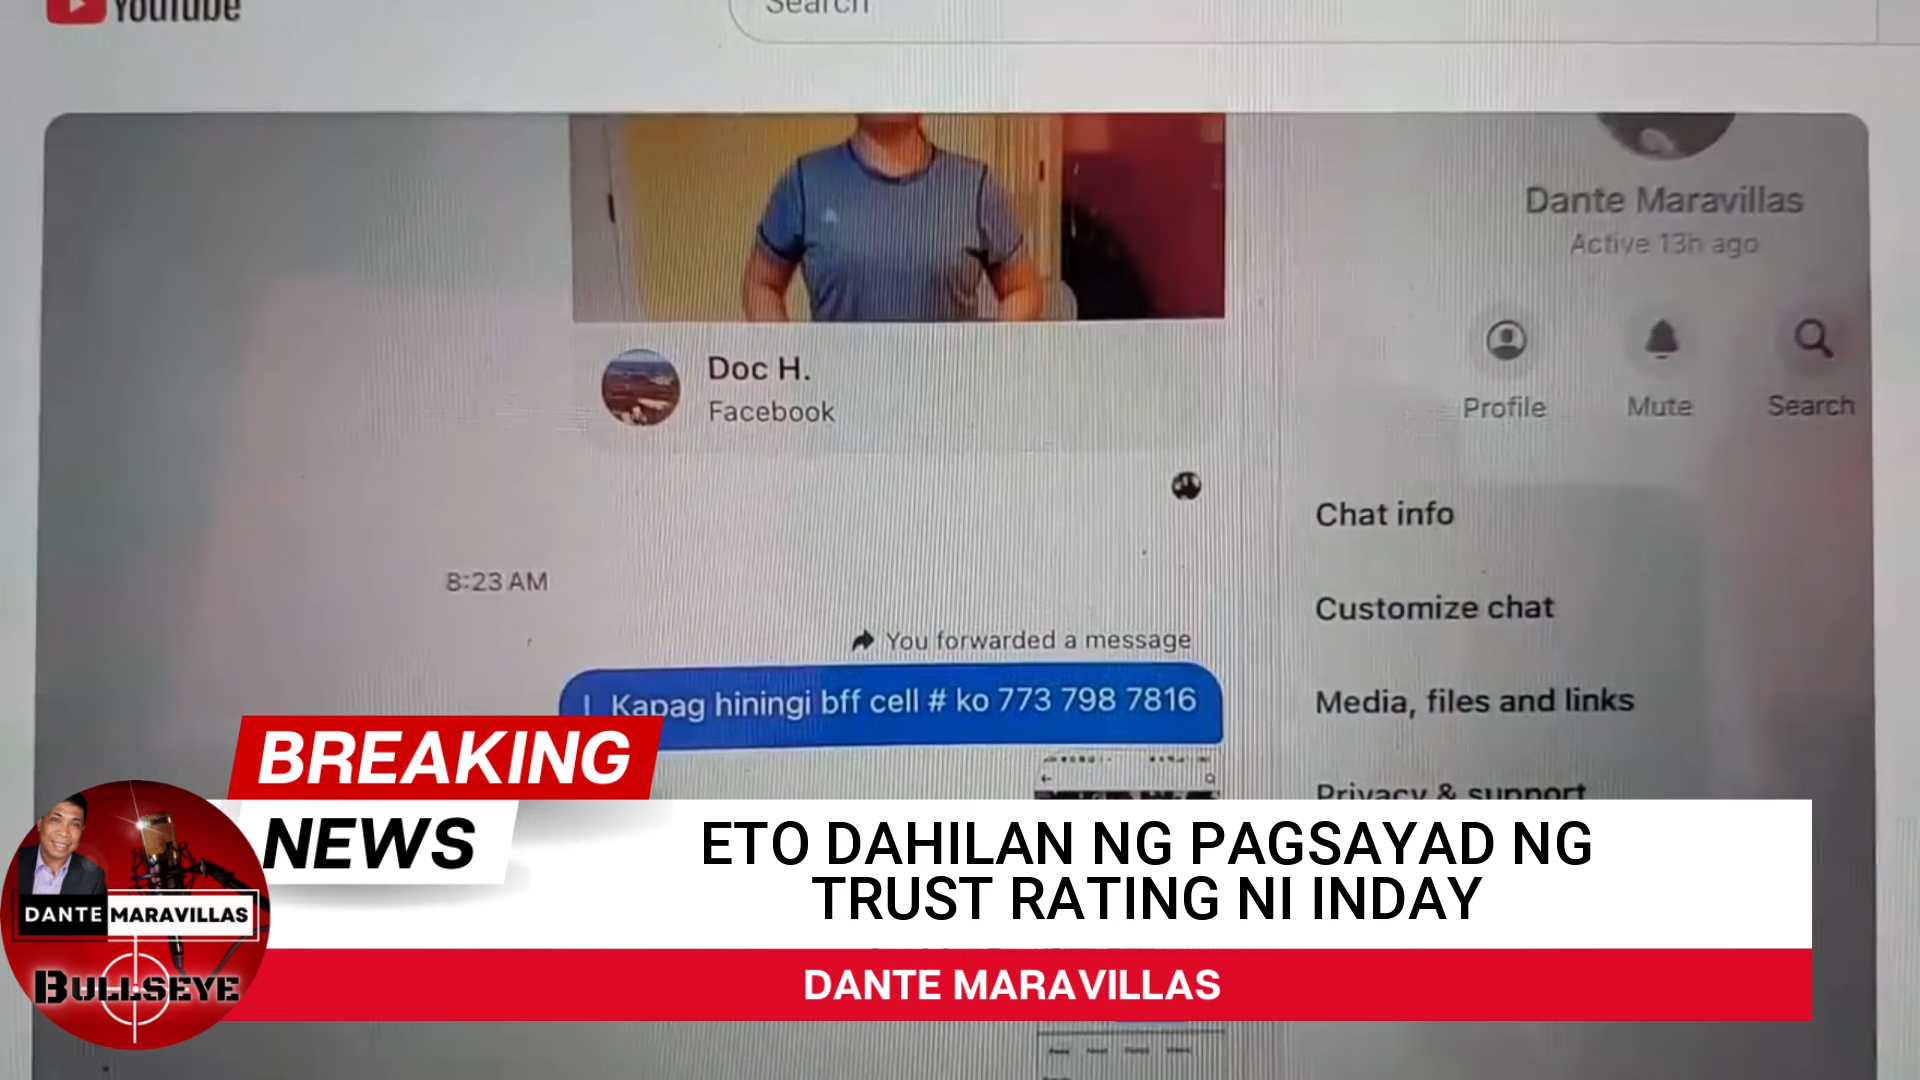 YouTube
Search
Dante Maravillas
Active 13h ago
Doc H.
Facebook
Profile
Mute
Search
Chat info
8:23 AM
Customize chat
You forwarded a message
Kapag hiningi bff cell # ko 773 798 7816
Media, files and links
Privacy & support
BREAKING
NEWS
ETO DAHILAN NG PAGSAYAD NG
TRUST RATING NI INDAY
DANTE MARAVILLAS
BULLSEYE
DANTE MARAVILLAS